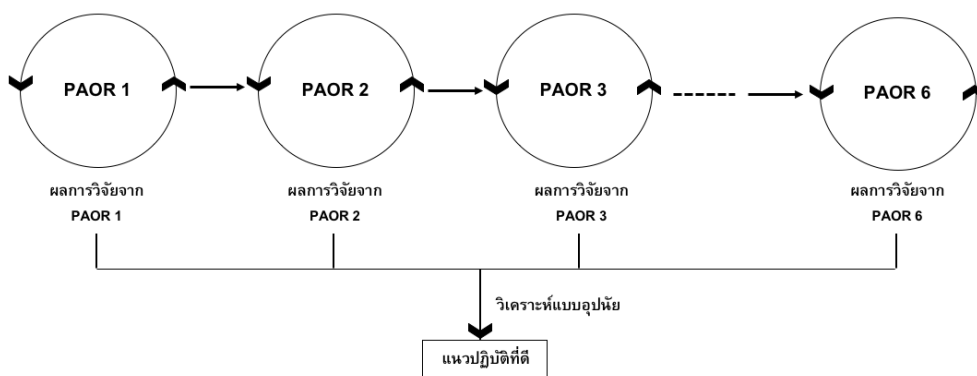 PAOR 1
PAOR 2
PAOR 3
PAOR 6
ผลการวิจัยจาก
PAOR 1
ผลการวิจัยจาก
PAOR 2
ผลการวิจัยจาก
PAOR 3
ผลการวิจัยจาก
PAOR 6
วิเคราะห์แบบอุปนัย
แนวปฏิบัติที่ดี